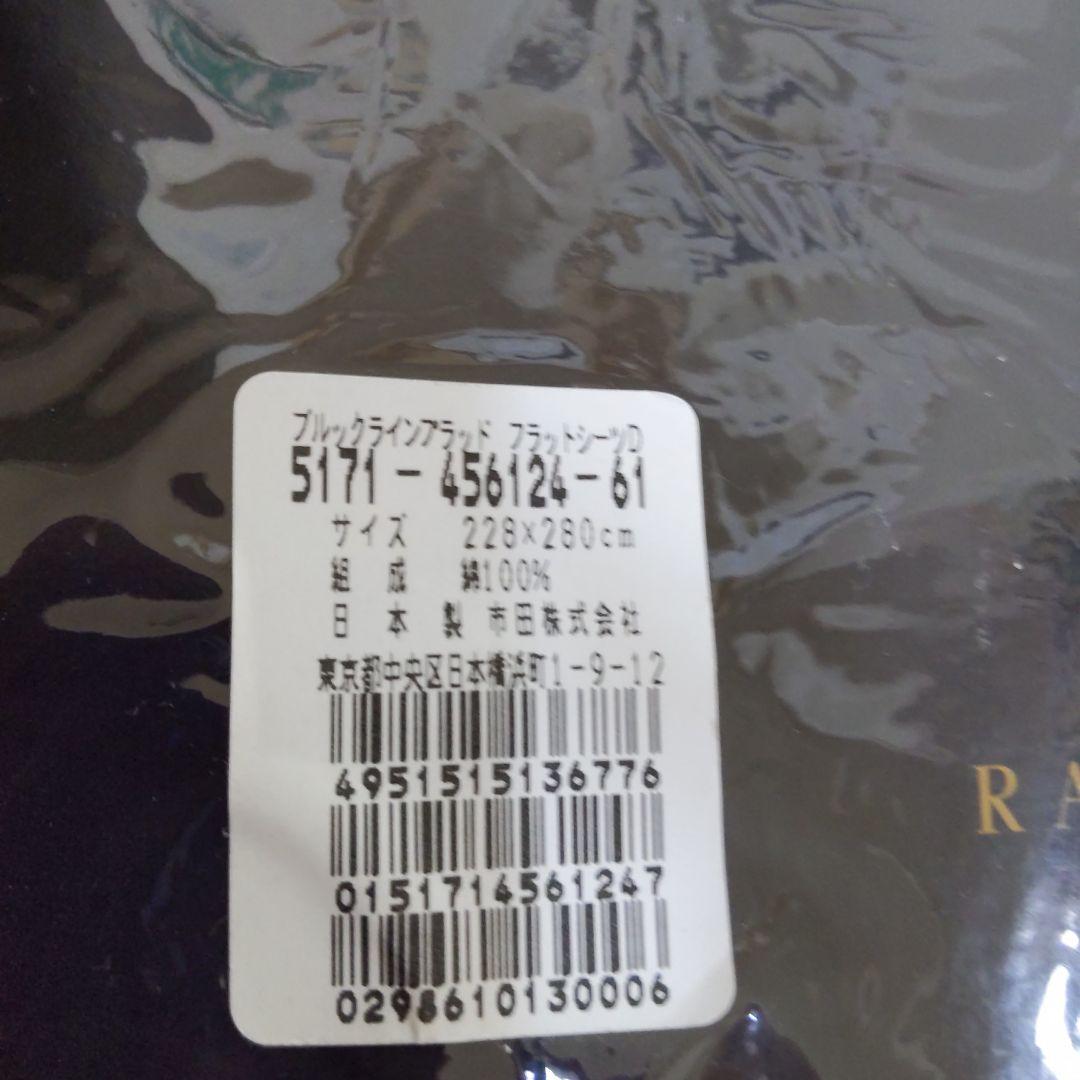 ブルックラインプラッド フラットシーツD
5171-456124-61
サイズ 228×280cm
組成 綿100%
日本製 市田株式会社
東京都中央区日本橋浜町1-9-12
4951515136776
0151714561247
0298610130006
RA